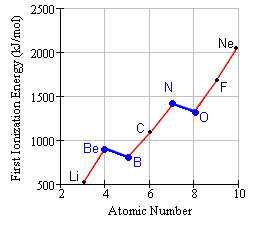 First Ionization Energy (kJ/mol)
2500
2000
1500
1000
500
Ne
N
F
O
C
Be
B
Li
2 4 6 8 10
Atomic Number